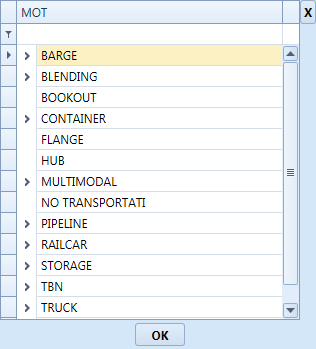 MOT
X
BARGE
BLENDING
BOOKOUT
CONTAINER
FLANGE
HUB
MULTIMODAL
NO TRANSPORTATI
PIPELINE
RAILCAR
STORAGE
TBN
TRUCK
OK